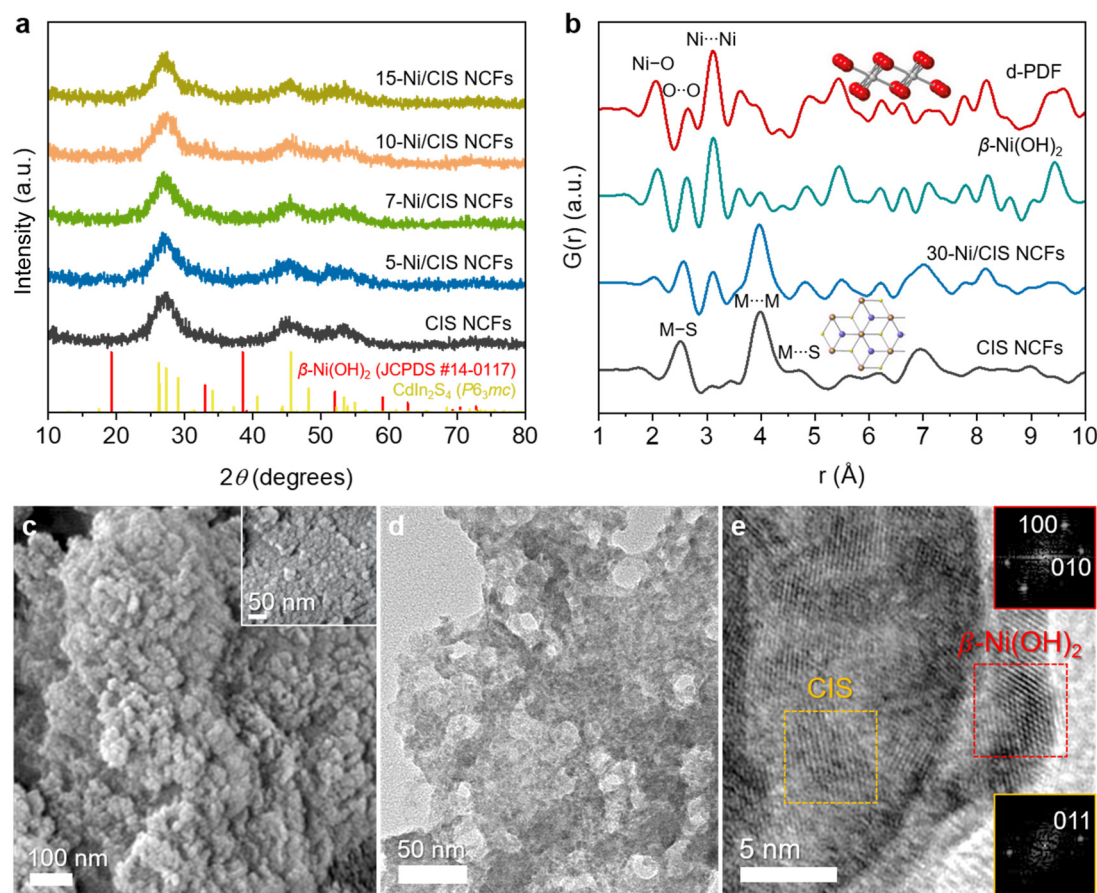 a
Intensity (a.u.)
15-Ni/CIS NCFs
10-Ni/CIS NCFs
7-Ni/CIS NCFs
5-Ni/CIS NCFs
CIS NCFs
β-Ni(OH)₂ (JCPDS #14-0117)
CdIn₂S₄ (P6₃mc)
10 20 30 40 50 60 70 80
2θ (degrees)
b
G(r) (a.u.)
Ni–O
O··O
Ni···Ni
d-PDF
β-Ni(OH)₂
30-Ni/CIS NCFs
M–S
M···M
M···S
CIS NCFs
1 2 3 4 5 6 7 8 9 10
r (Å)
c
50 nm
100 nm
d
50 nm
e
100
010
β-Ni(OH)₂
CIS
011
5 nm